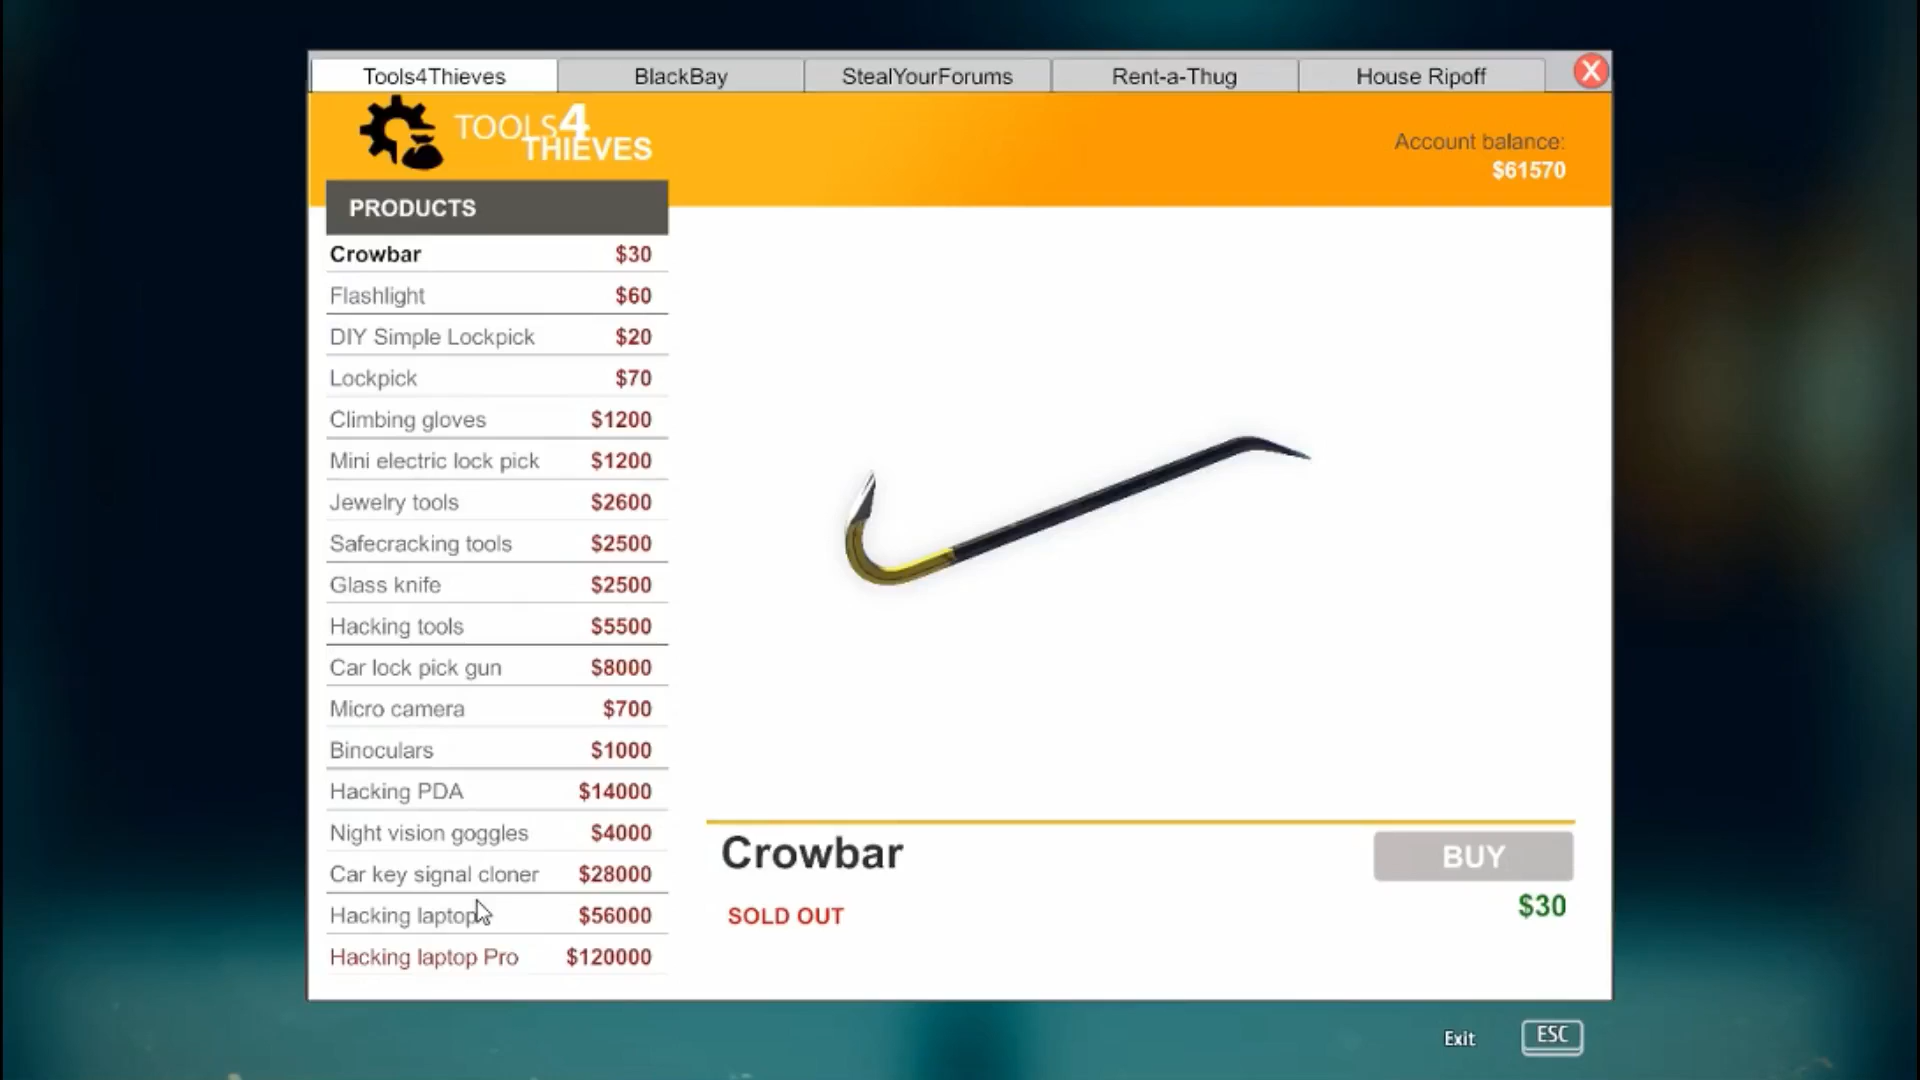 Tools4Thieves BlackBay StealYourForums Rent-a-Thug House Ripoff X
TOOLS4
THIEVES
Account balance:
$61570
PRODUCTS
Crowbar $30
Flashlight $60
DIY Simple Lockpick $20
Lockpick $70
Climbing gloves $1200
Mini electric lock pick $1200
Jewelry tools $2600
Safecracking tools $2500
Glass knife $2500
Hacking tools $5500
Car lock pick gun $8000
Micro camera $700
Binoculars $1000
Hacking PDA $14000
Night vision goggles $4000
Car key signal cloner $28000
Hacking laptop $56000
Hacking laptop Pro $120000
Crowbar
BUY
SOLD OUT
$30
Exit ESC